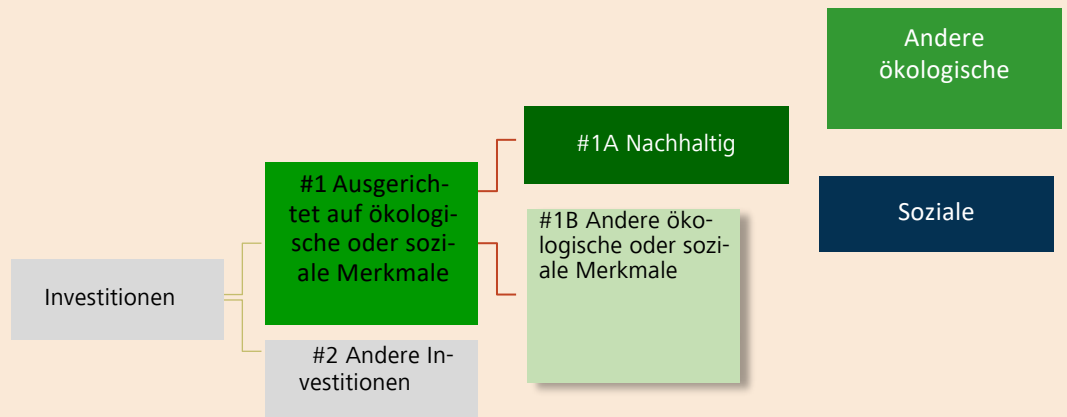 Investitionen
#1 Ausgerich-
tet auf ökologi-
sche oder sozi-
ale Merkmale
#2 Andere In-
vestitionen
#1A Nachhaltig
#1B Andere öko-
logische oder sozi-
ale Merkmale
Andere
ökologische
Soziale